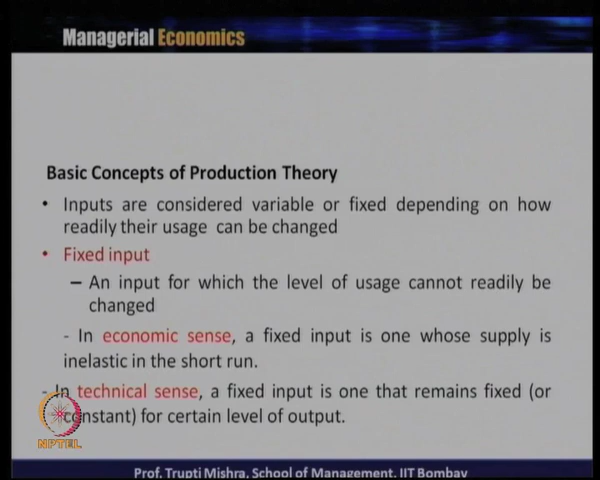 Managerial Economics
Basic Concepts of Production Theory
• Inputs are considered variable or fixed depending on how
readily their usage can be changed
• Fixed input
– An input for which the level of usage cannot readily be
changed
- In economic sense, a fixed input is one whose supply is
inelastic in the short run.
- In technical sense, a fixed input is one that remains fixed (or
constant) for certain level of output.
NPTEL
Prof. Trupti Mishra, School of Management, IIT Bombay